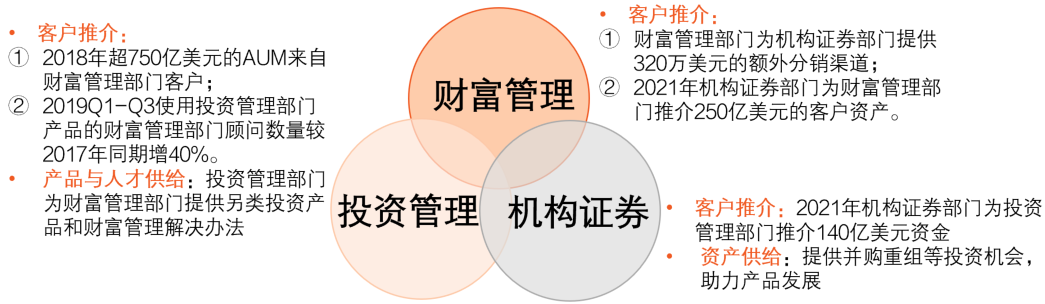 • 客户推介：
① 2018年超750亿美元的AUM来自
财富管理部门客户；
② 2019Q1-Q3使用投资管理部门
产品的财富管理部门顾问数量较
2017年同期增40%。
• 产品与人才供给：投资管理部门
为财富管理部门提供另类投资产
品和财富管理解决办法
财富管理
投资管理
机构证券
• 客户推介：
① 财富管理部门为机构证券部门提供
320万美元的额外分销渠道；
② 2021年机构证券部门为财富管理部
门推介250亿美元的客户资产。
• 客户推介：2021年机构证券部门为投资
管理部门推介140亿美元资金
• 资产供给：提供并购重组等投资机会，
助力产品发展